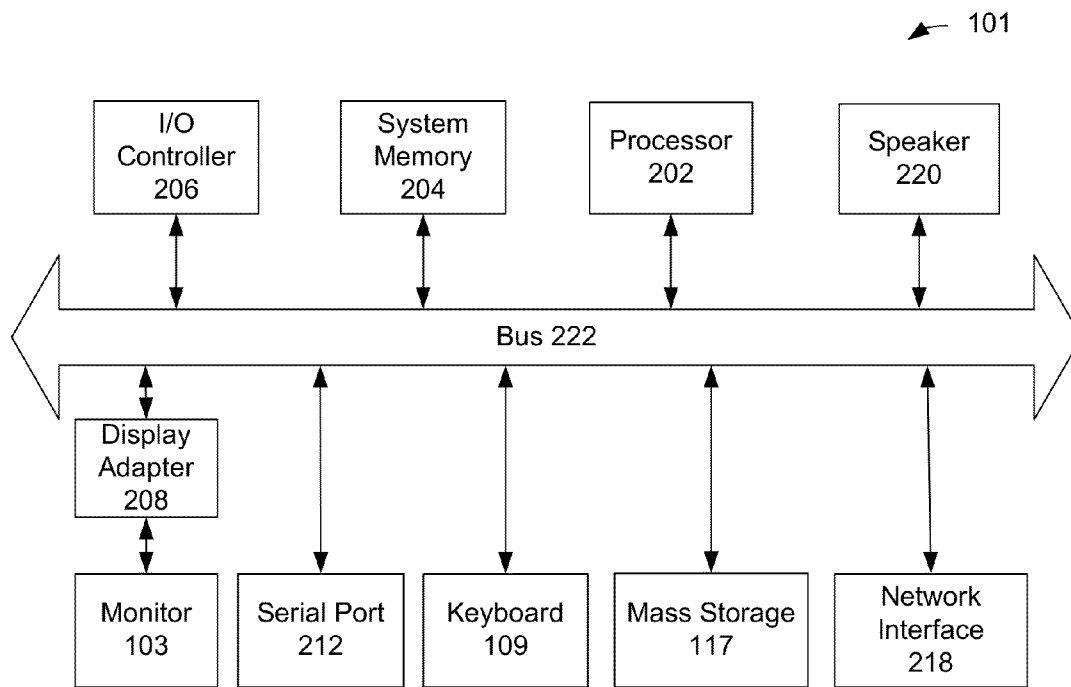 101
I/O
Controller
206
System
Memory
204
Processor
202
Speaker
220
Bus 222
Display
Adapter
208
Monitor
103
Serial Port
212
Keyboard
109
Mass Storage
117
Network
Interface
218